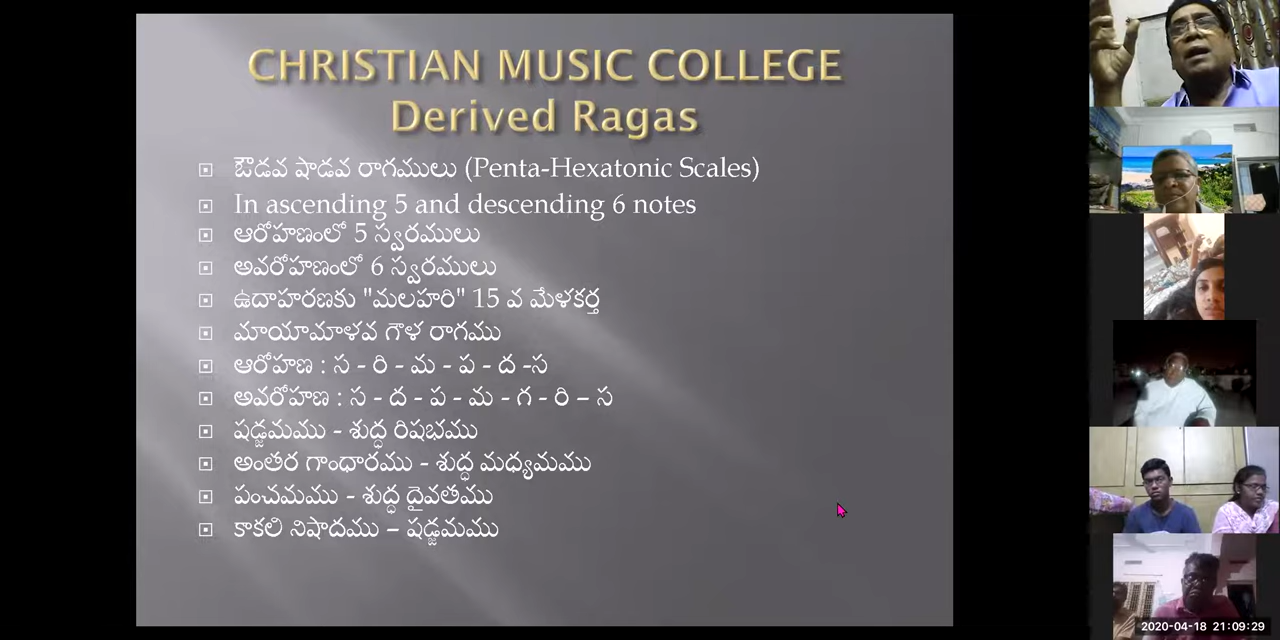 CHRISTIAN MUSIC COLLEGE
Derived Ragas
ఔడవ షాడవ రాగములు (Penta-Hexatonic Scales)
In ascending 5 and descending 6 notes
ఆరోహణంలో 5 స్వరములు
అవరోహణంలో 6 స్వరములు
ఉదాహరణకు "మలహరి" 15 వ మేళకర్త
మాయామాళవ గౌళ రాగము
ఆరోహణ : స - రి - మ - ప - ద -స
అవరోహణ : స - ద - ప - మ - గ - రి – స
షడ్జమము - శుద్ధ రిషభము
అంతర గాంధారము - శుద్ధ మధ్యమము
పంచమము - శుద్ధ దైవతము
కాకలి నిషాదము – షడ్జమము
2020-04-18 21:09:29